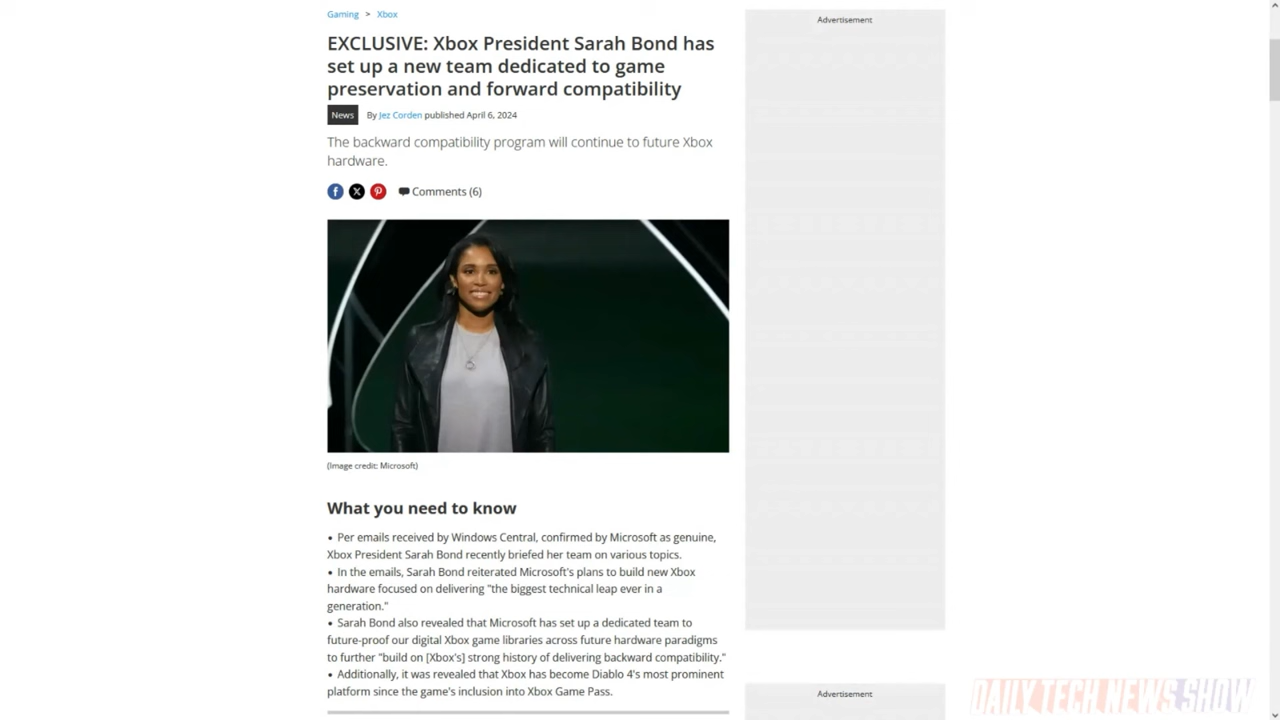 Gaming > Xbox
Advertisement
EXCLUSIVE: Xbox President Sarah Bond has
set up a new team dedicated to game
preservation and forward compatibility
News By Jez Corden published April 6, 2024
The backward compatibility program will continue to future Xbox
hardware.
Comments (6)
(Image credit: Microsoft)
What you need to know
• Per emails received by Windows Central, confirmed by Microsoft as genuine,
Xbox President Sarah Bond recently briefed her team on various topics.
• In the emails, Sarah Bond reiterated Microsoft's plans to build new Xbox
hardware focused on delivering "the biggest technical leap ever in a
generation."
• Sarah Bond also revealed that Microsoft has set up a dedicated team to
future-proof our digital Xbox game libraries across future hardware paradigms
to further "build on [Xbox's] strong history of delivering backward compatibility."
• Additionally, it was revealed that Xbox has become Diablo 4's most prominent
platform since the game's inclusion into Xbox Game Pass.
Advertisement
DAILY TECH NEWS SHOW